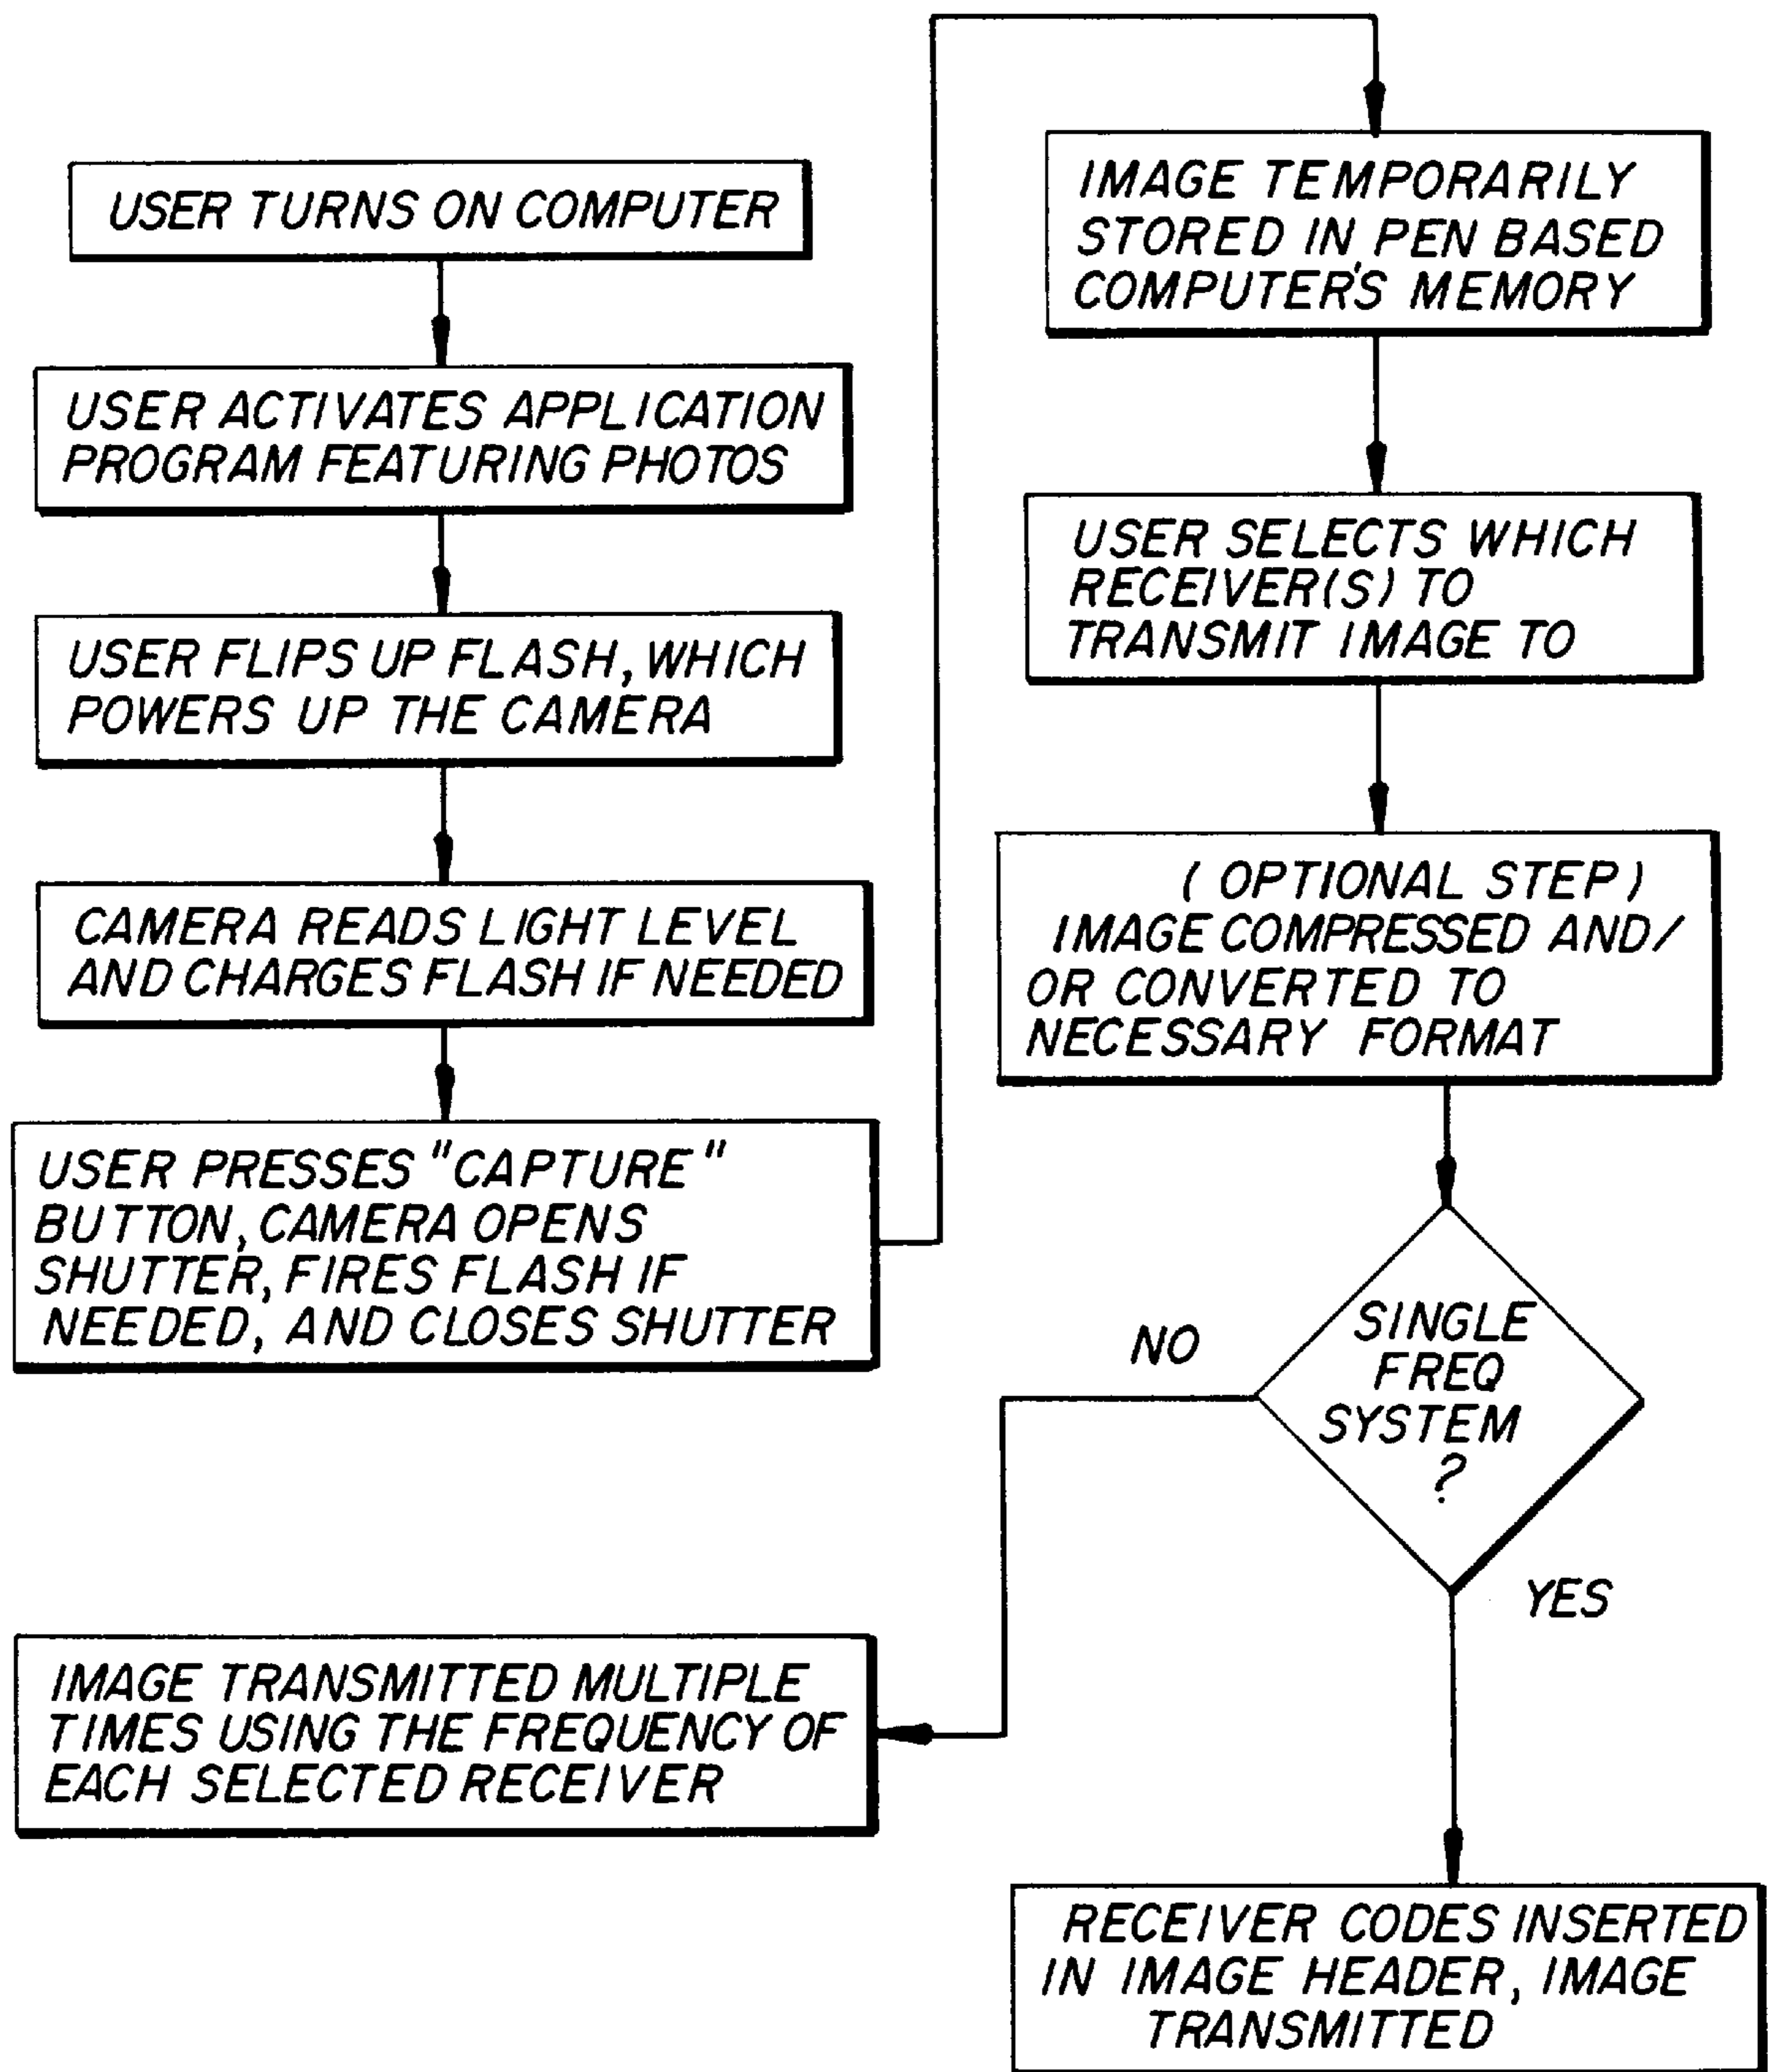 USER TURNS ON COMPUTER
USER ACTIVATES APPLICATION
PROGRAM FEATURING PHOTOS
USER FLIPS UP FLASH, WHICH
POWERS UP THE CAMERA
CAMERA READS LIGHT LEVEL
AND CHARGES FLASH IF NEEDED
USER PRESSES "CAPTURE"
BUTTON, CAMERA OPENS
SHUTTER, FIRES FLASH IF
NEEDED, AND CLOSES SHUTTER
IMAGE TEMPORARILY
STORED IN PEN BASED
COMPUTER'S MEMORY
USER SELECTS WHICH
RECEIVER(S) TO
TRANSMIT IMAGE TO
(OPTIONAL STEP)
IMAGE COMPRESSED AND/
OR CONVERTED TO
NECESSARY FORMAT
SINGLE
FREQ
SYSTEM
?
NO
YES
IMAGE TRANSMITTED MULTIPLE
TIMES USING THE FREQUENCY OF
EACH SELECTED RECEIVER
RECEIVER CODES INSERTED
IN IMAGE HEADER, IMAGE
TRANSMITTED